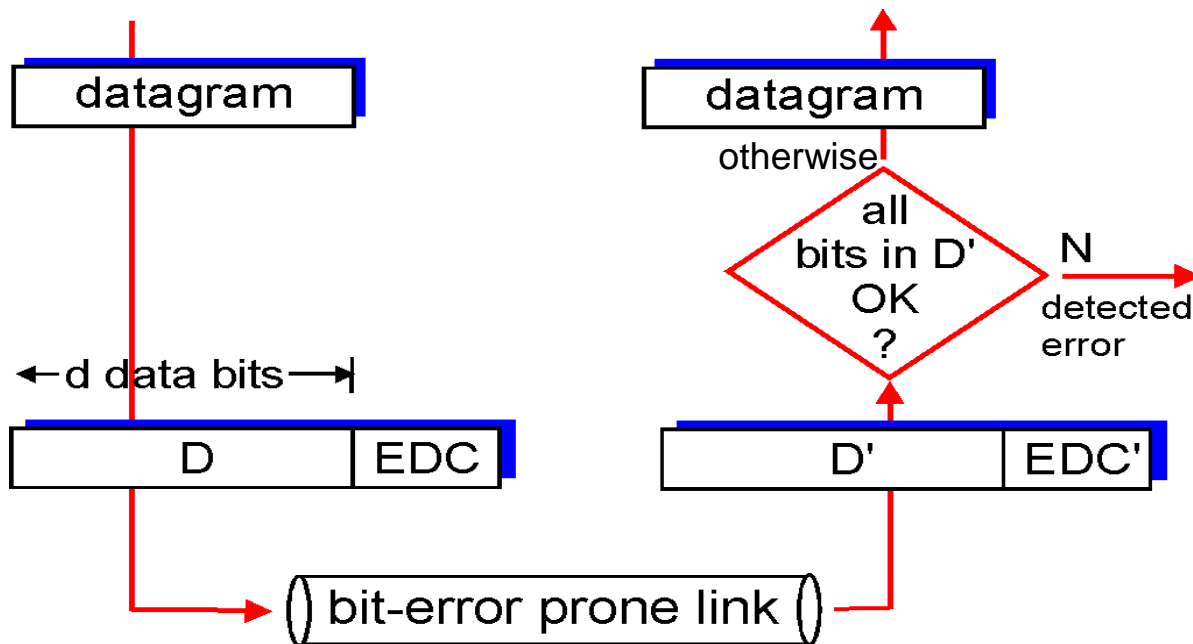 datagram
d data bits
D EDC
bit-error prone link
datagram
otherwise
all
bits in D'
OK
?
N
detected
error
D' EDC'